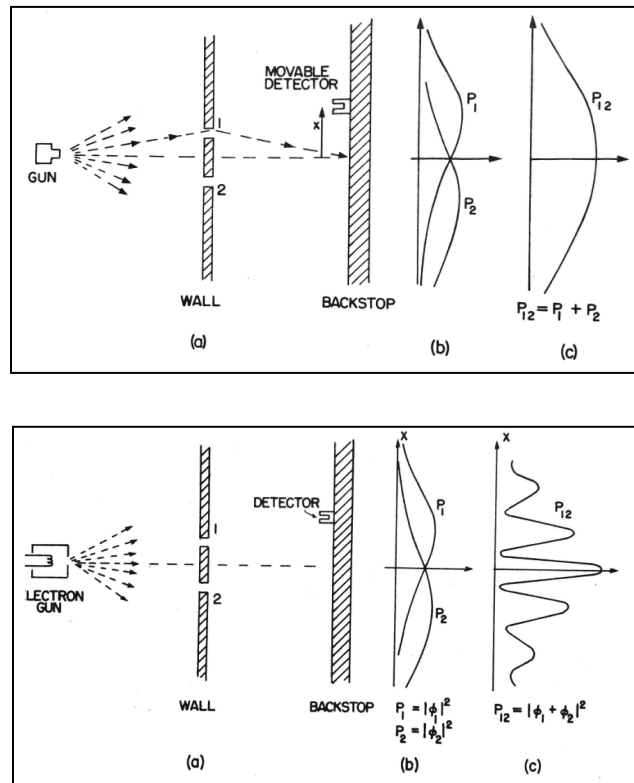 MOVABLE
DETECTOR
X
1
GUN
2
WALL
BACKSTOP
(a)
P1
P2
(b)
P12
P12 = P1 + P2
(c)
DETECTOR
1
LECTRON
GUN
2
WALL
BACKSTOP
(a)
X
P1
P2
P1 = |ϕ1|²
P2 = |ϕ2|²
(b)
X
P12
P12 = |ϕ1 + ϕ2|²
(c)